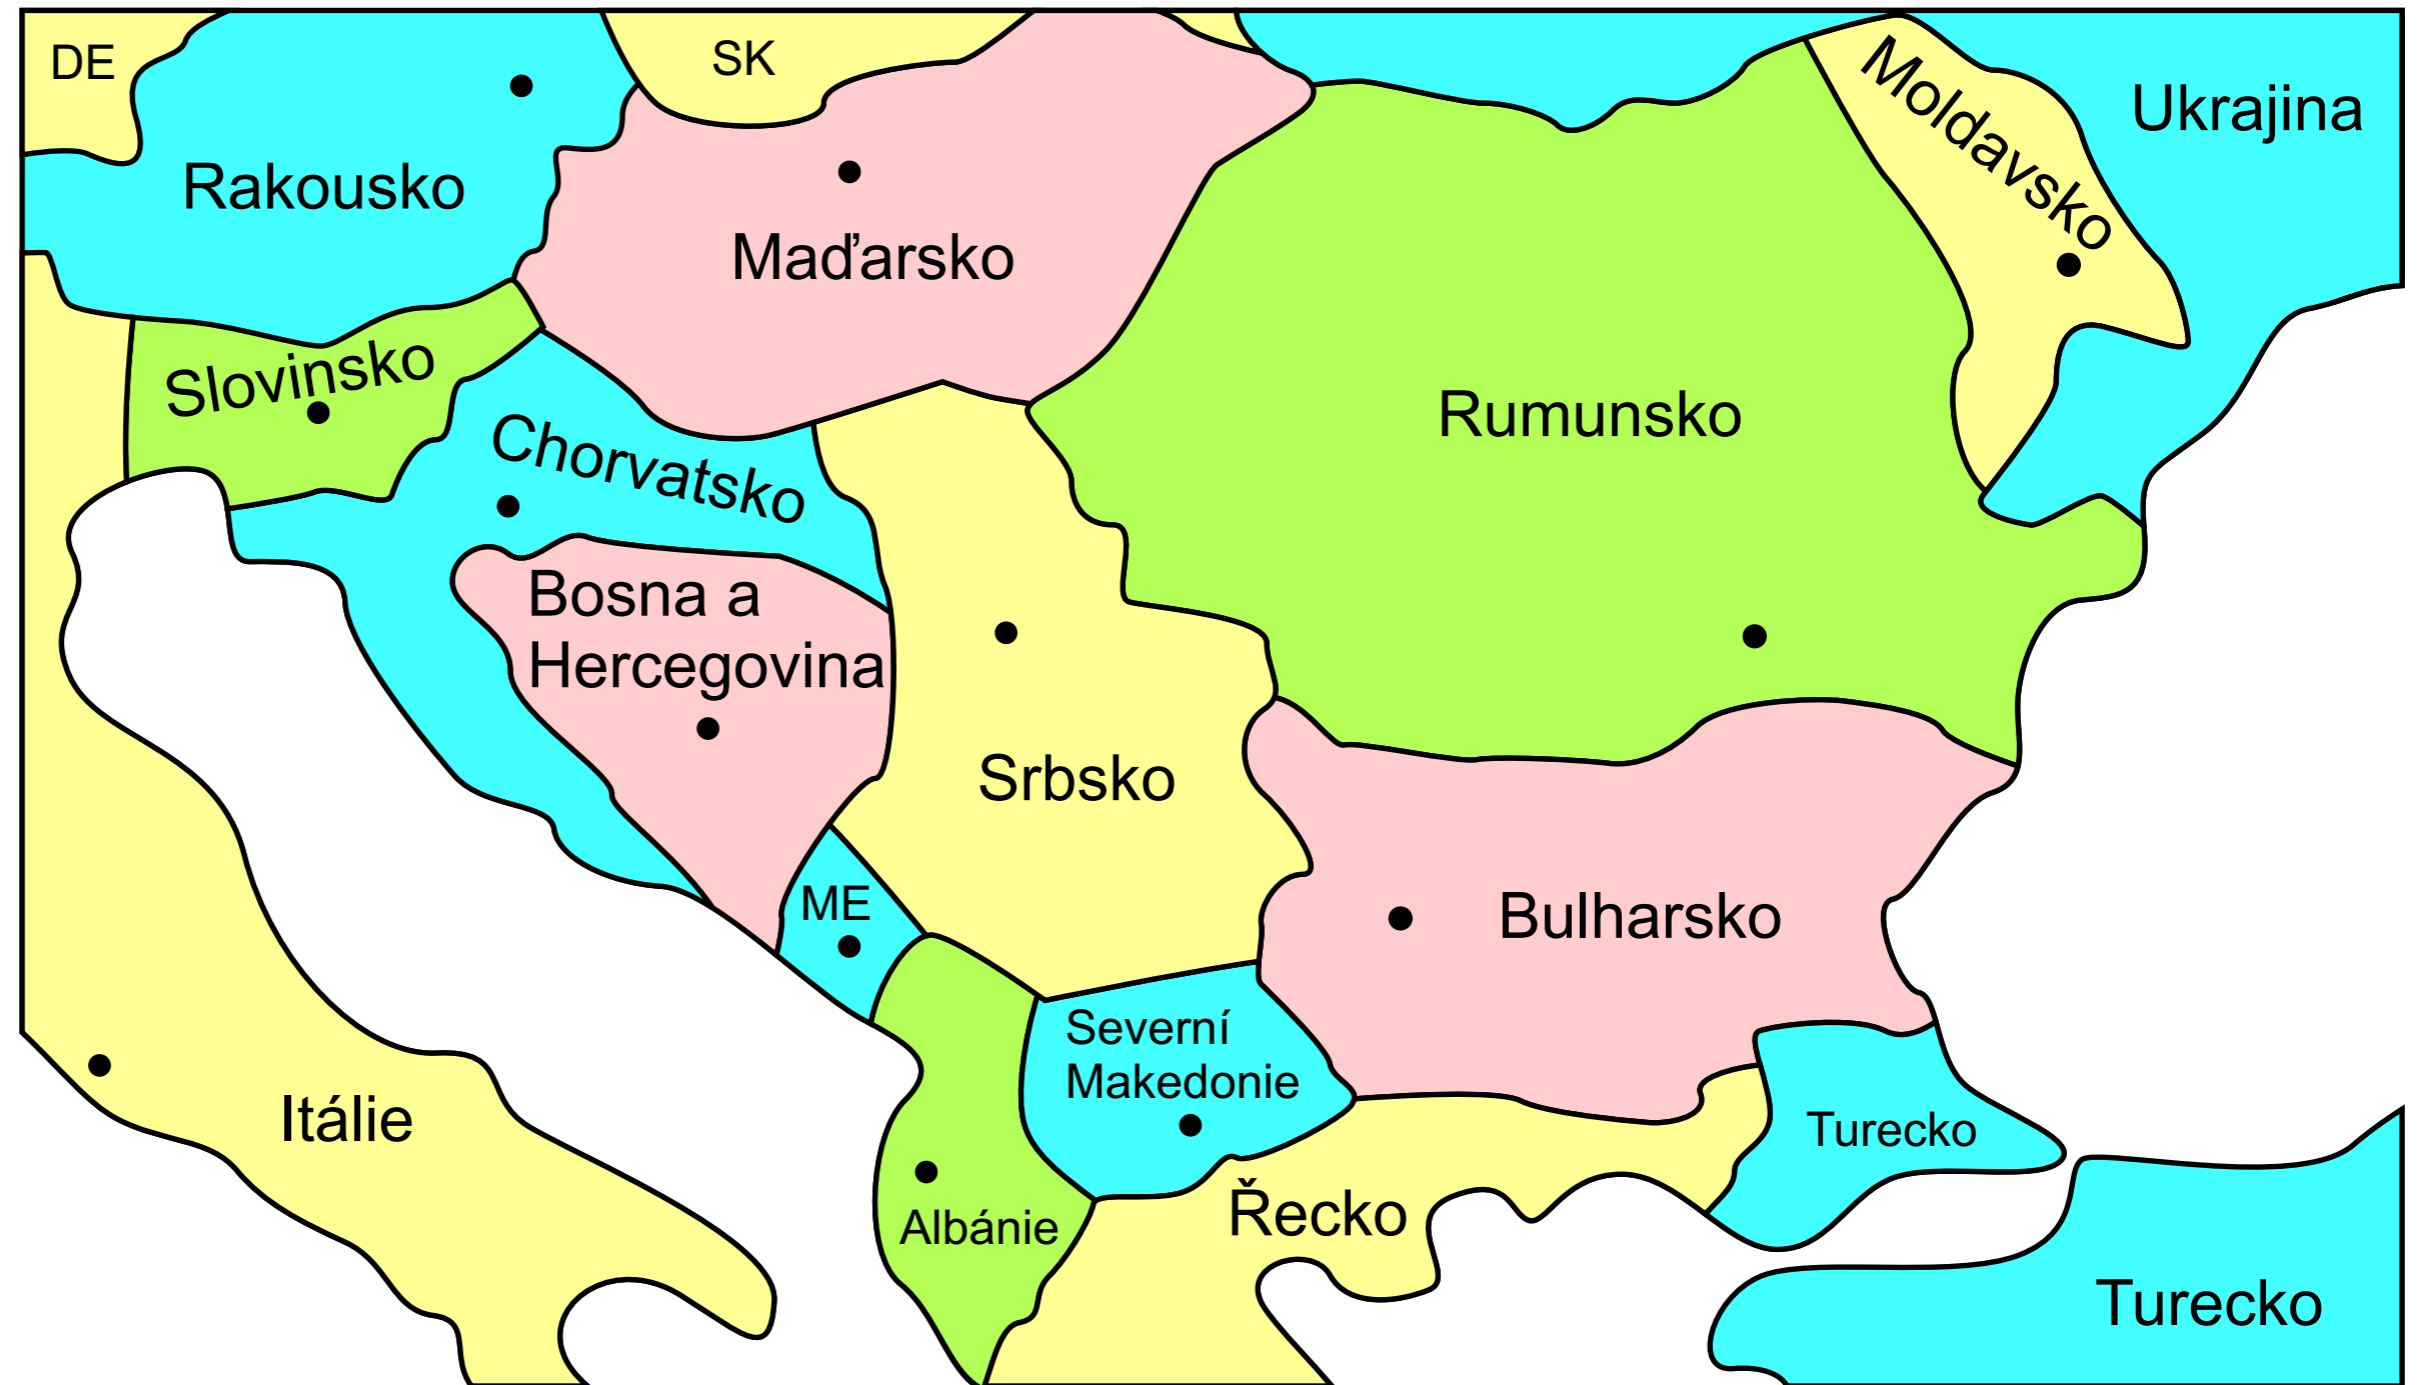 DE
SK
Ukrajina
Moldavsko
Rakousko
Maďarsko
Slovinsko
Chorvatsko
Rumunsko
Bosna a
Hercegovina
Srbsko
ME
Bulharsko
Severní
Makedonie
Itálie
Turecko
Albánie
Řecko
Turecko